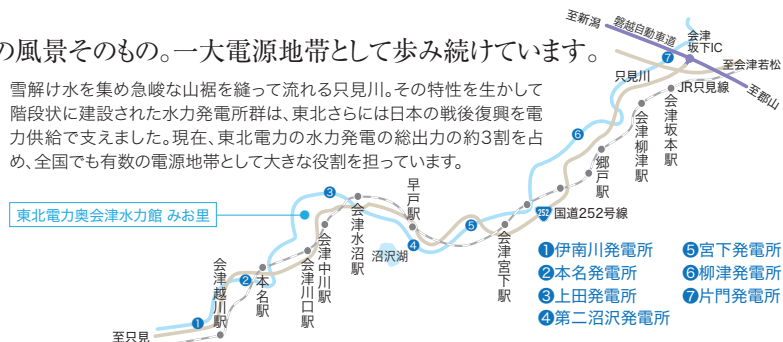 の風景そのもの。一大電源地帯として歩み続けています。
雪解け水を集め急峻な山裾を縫って流れる只見川。その特性を生かして
階段状に建設された水力発電所群は、東北さらには日本の戦後復興を電
力供給で支えました。現在、東北電力の水力発電の総出力の約3割を占
め、全国でも有数の電源地帯として大きな役割を担っています。
至新潟
磐越自動車道
会津
坂下IC
至会津若松
7
只見川
JR只見線
至郡山
会津坂本駅
会津柳津駅
6
郷戸駅
早戸駅
3
東北電力奥会津水力館 みお里
252 国道252号線
5
4
会津水沼駅
沼沢湖
会津宮下駅
会津中川駅
会津川口駅
2
本名駅
会津越川駅
1
至只見
❶伊南川発電所
❷本名発電所
❸上田発電所
❹第二沼沢発電所
❺宮下発電所
❻柳津発電所
❼片門発電所